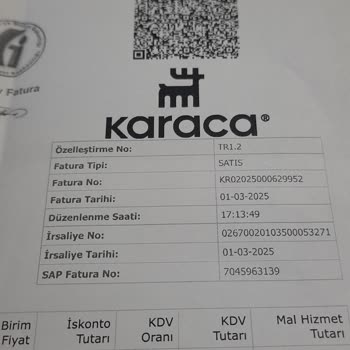 Fatura
KARACA®
Özelleştirme No: TR1.2
Fatura Tipi: SATIS
Fatura No: KR02025000629952
Fatura Tarihi: 01-03-2025
Düzenlenme Saati: 17:13:49
İrsaliye No: 02670020103500053271
İrsaliye Tarihi: 01-03-2025
SAP Fatura No: 7045963139
Birim Fiyat İskonto Tutarı KDV Oranı KDV Tutarı Mal Hizmet Tutarı